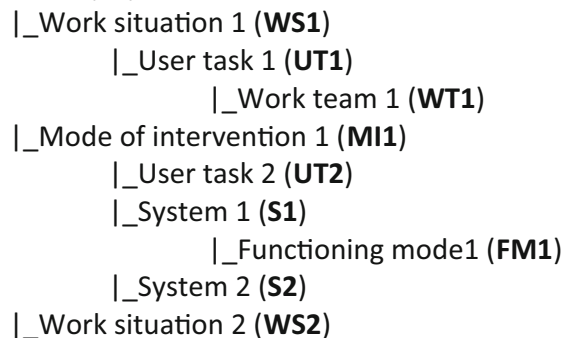 |_Work situation 1 (WS1)
|_User task 1 (UT1)
|_Work team 1 (WT1)
|_Mode of intervention 1 (MI1)
|_User task 2 (UT2)
|_System 1 (S1)
|_Functioning mode1 (FM1)
|_System 2 (S2)
|_Work situation 2 (WS2)